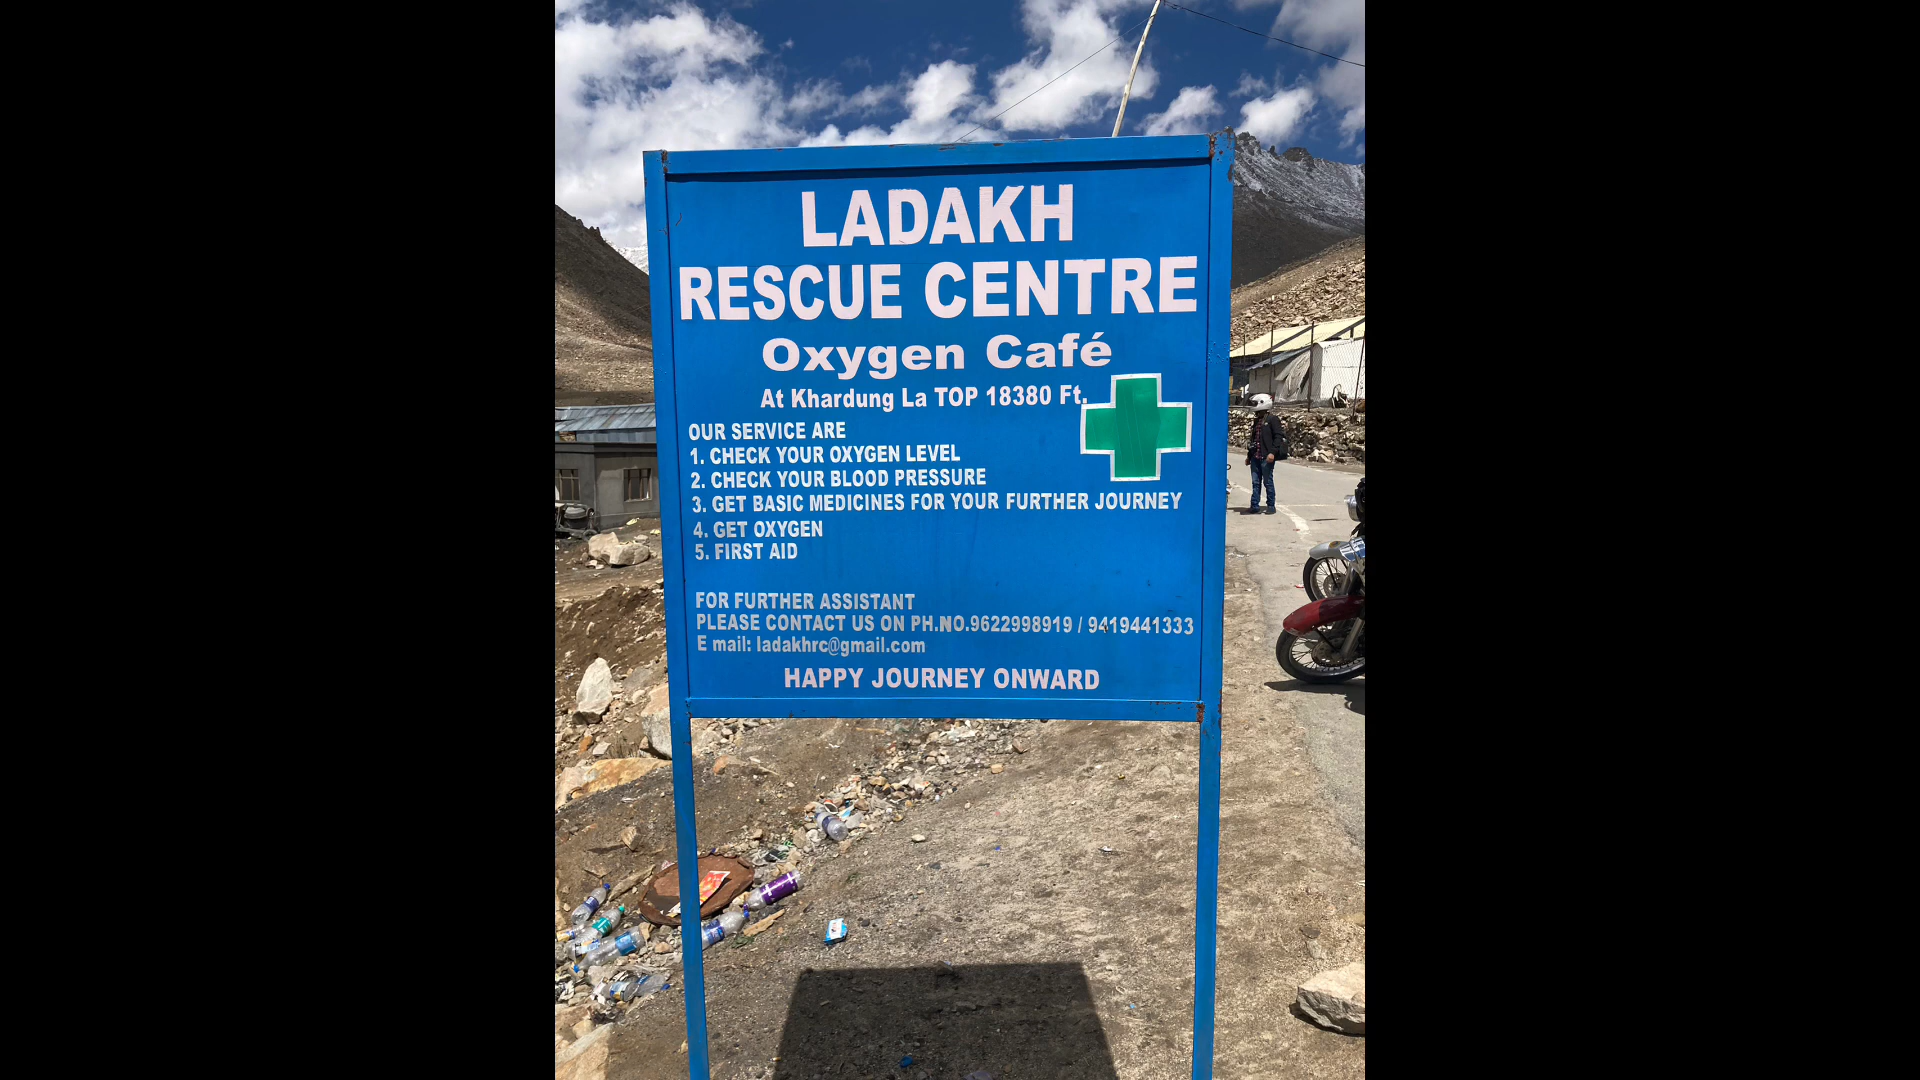 LADAKH
RESCUE CENTRE
Oxygen Café
At Khardung La TOP 18380 Ft.
OUR SERVICE ARE
1. CHECK YOUR OXYGEN LEVEL
2. CHECK YOUR BLOOD PRESSURE
3. GET BASIC MEDICINES FOR YOUR FURTHER JOURNEY
4. GET OXYGEN
5. FIRST AID
FOR FURTHER ASSISTANT
PLEASE CONTACT US ON PH.NO.9622998919 / 9419441333
E mail: ladakhrc@gmail.com
HAPPY JOURNEY ONWARD